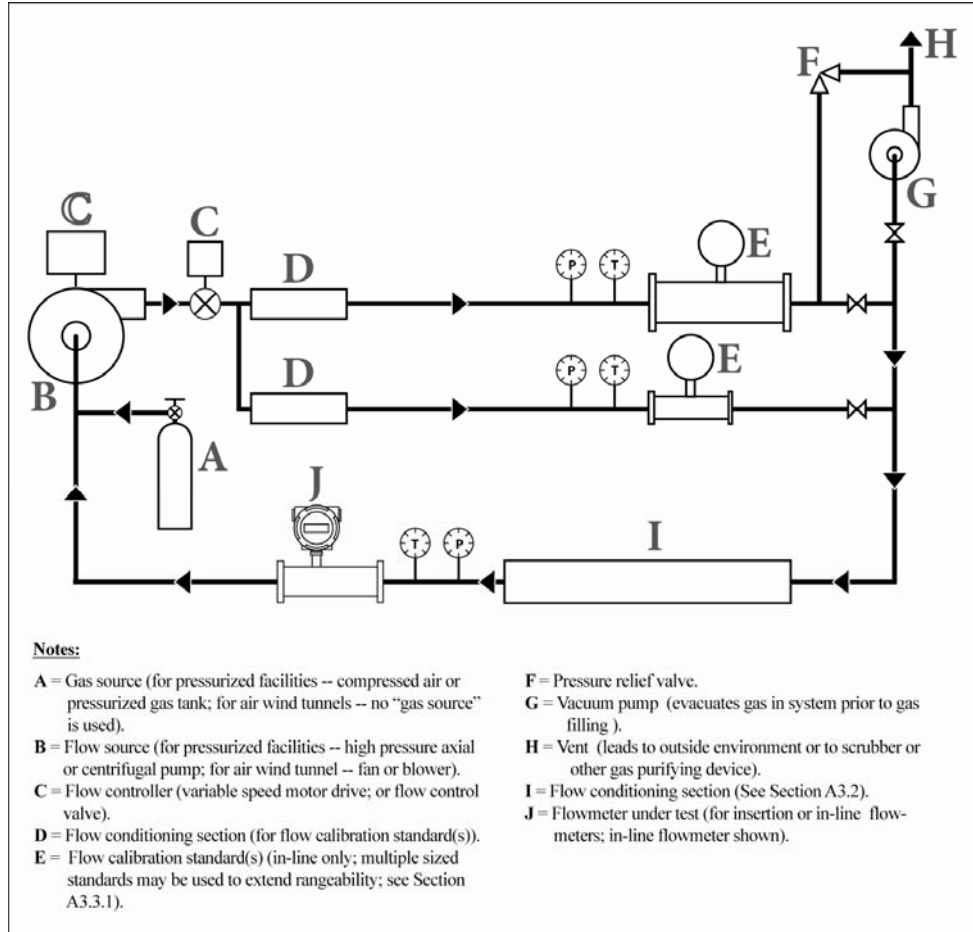 H
F
G
C
C
E
D
P
T
E
D
P
T
B
A
J
I
T
P
Notes:
A = Gas source (for pressurized facilities -- compressed air or
pressurized gas tank; for air wind tunnels -- no “gas source”
is used).
B = Flow source (for pressurized facilities -- high pressure axial
or centrifugal pump; for air wind tunnel -- fan or blower).
C = Flow controller (variable speed motor drive; or flow control
valve).
D = Flow conditioning section (for flow calibration standard(s)).
E = Flow calibration standard(s) (in-line only; multiple sized
standards may be used to extend rangeability; see Section
A3.3.1).
F = Pressure relief valve.
G = Vacuum pump (evacuates gas in system prior to gas
filling ).
H = Vent (leads to outside environment or to scrubber or
other gas purifying device).
I = Flow conditioning section (See Section A3.2).
J = Flowmeter under test (for insertion or in-line flow-
meters; in-line flowmeter shown).